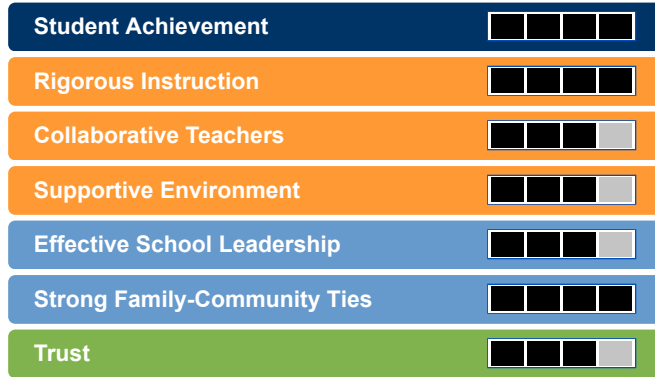 Student Achievement
Rigorous Instruction
Collaborative Teachers
Supportive Environment
Effective School Leadership
Strong Family-Community Ties
Trust